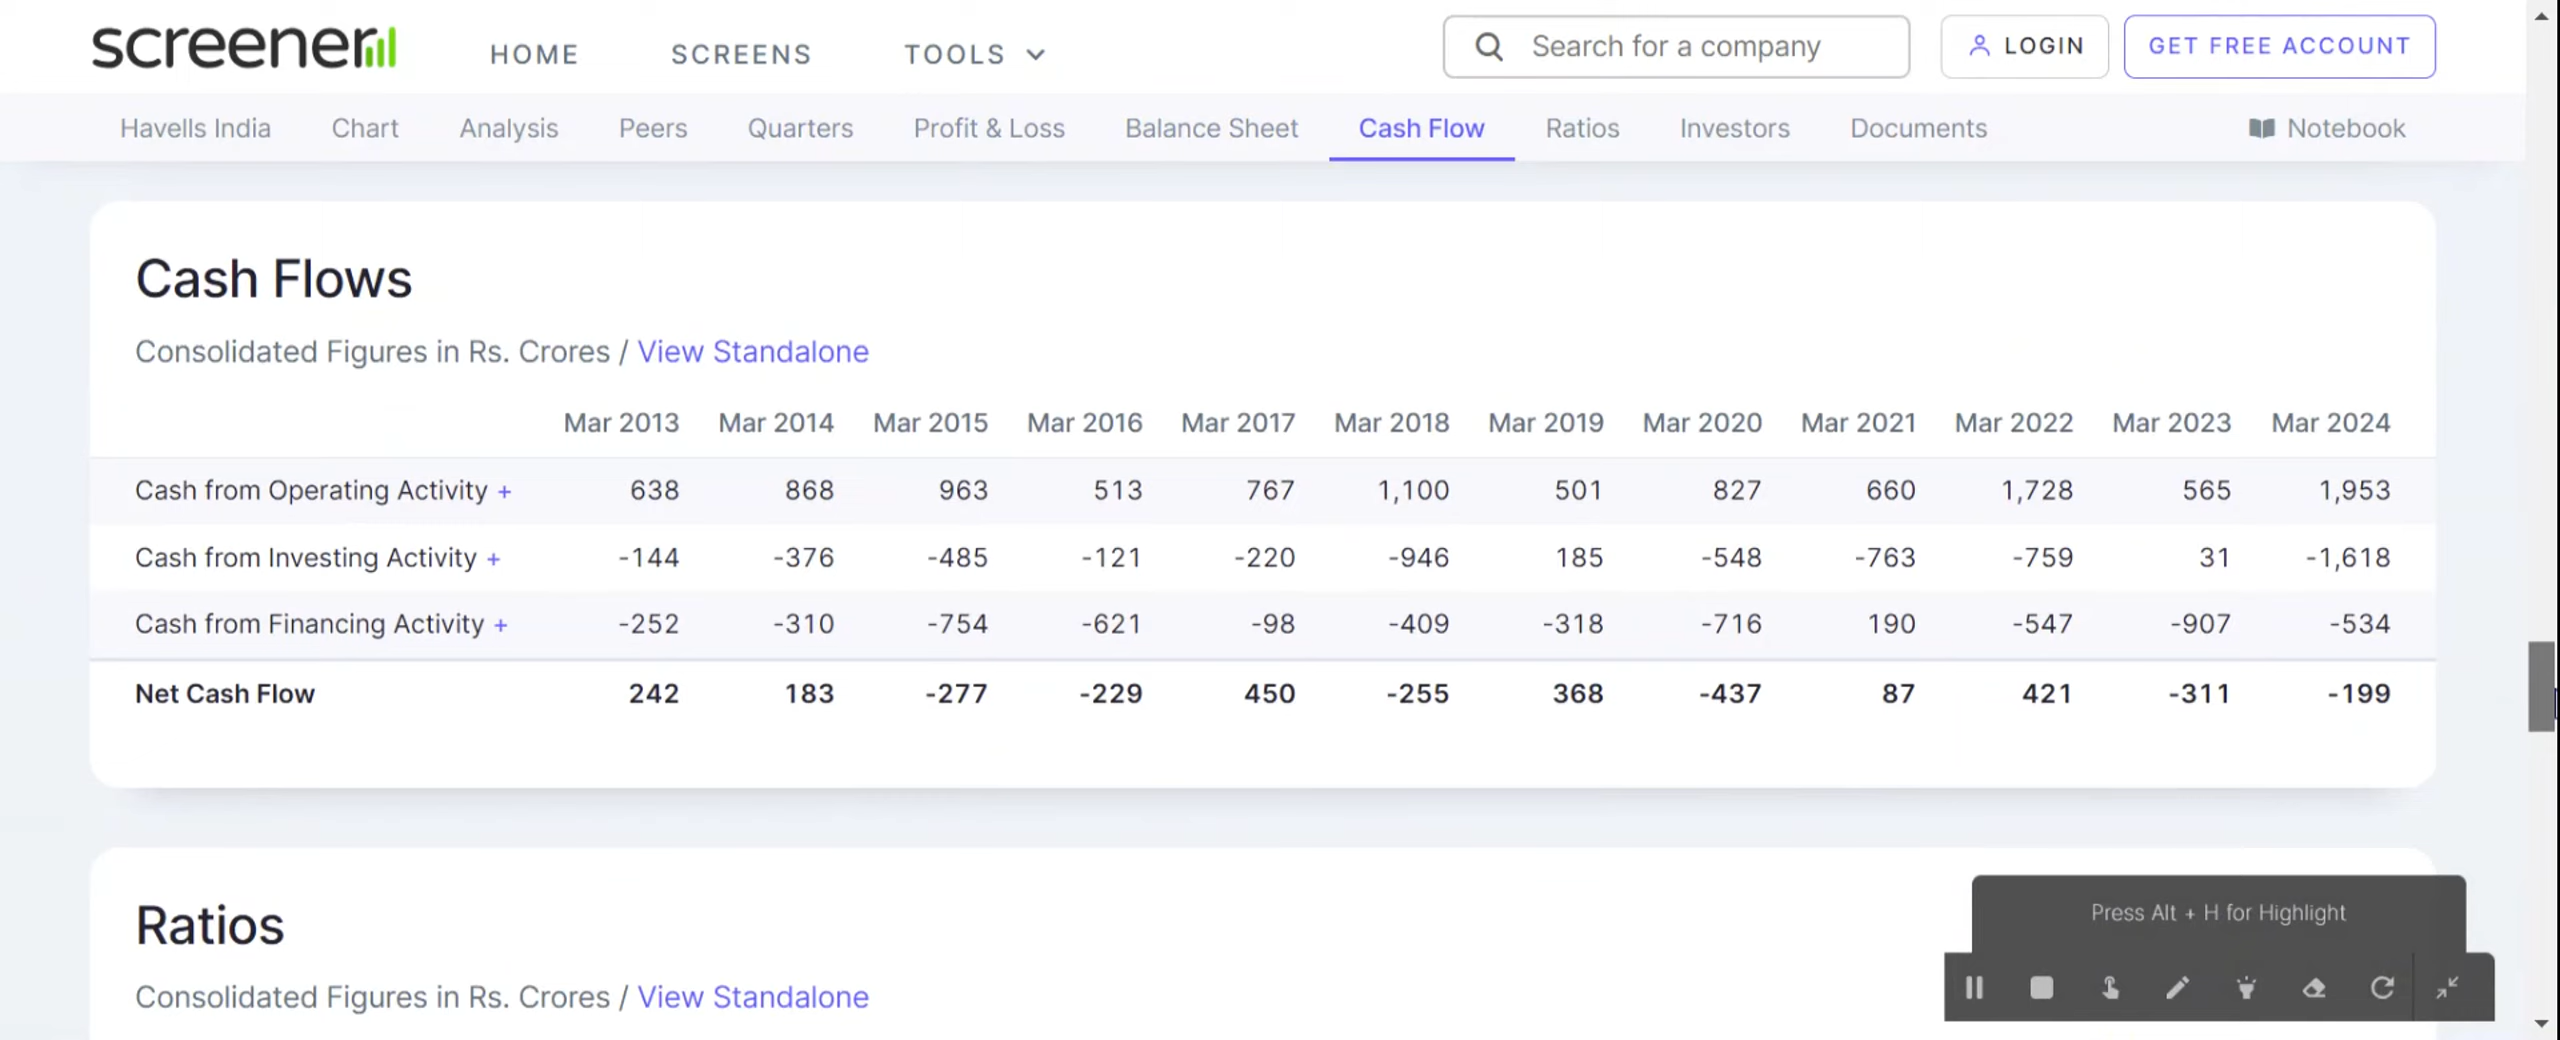 screener
HOME SCREENS TOOLS Search for a company LOGIN GET FREE ACCOUNT
Havells India Chart Analysis Peers Quarters Profit & Loss Balance Sheet Cash Flow Ratios Investors Documents Notebook
Cash Flows
Consolidated Figures in Rs. Crores / View Standalone
Mar 2013 Mar 2014 Mar 2015 Mar 2016 Mar 2017 Mar 2018 Mar 2019 Mar 2020 Mar 2021 Mar 2022 Mar 2023 Mar 2024
Cash from Operating Activity + 638 868 963 513 767 1,100 501 827 660 1,728 565 1,953
Cash from Investing Activity + -144 -376 -485 -121 -220 -946 185 -548 -763 -759 31 -1,618
Cash from Financing Activity + -252 -310 -754 -621 -98 -409 -318 -716 190 -547 -907 -534
Net Cash Flow 242 183 -277 -229 450 -255 368 -437 87 421 -311 -199
Ratios
Consolidated Figures in Rs. Crores / View Standalone
Press Alt + H for Highlight